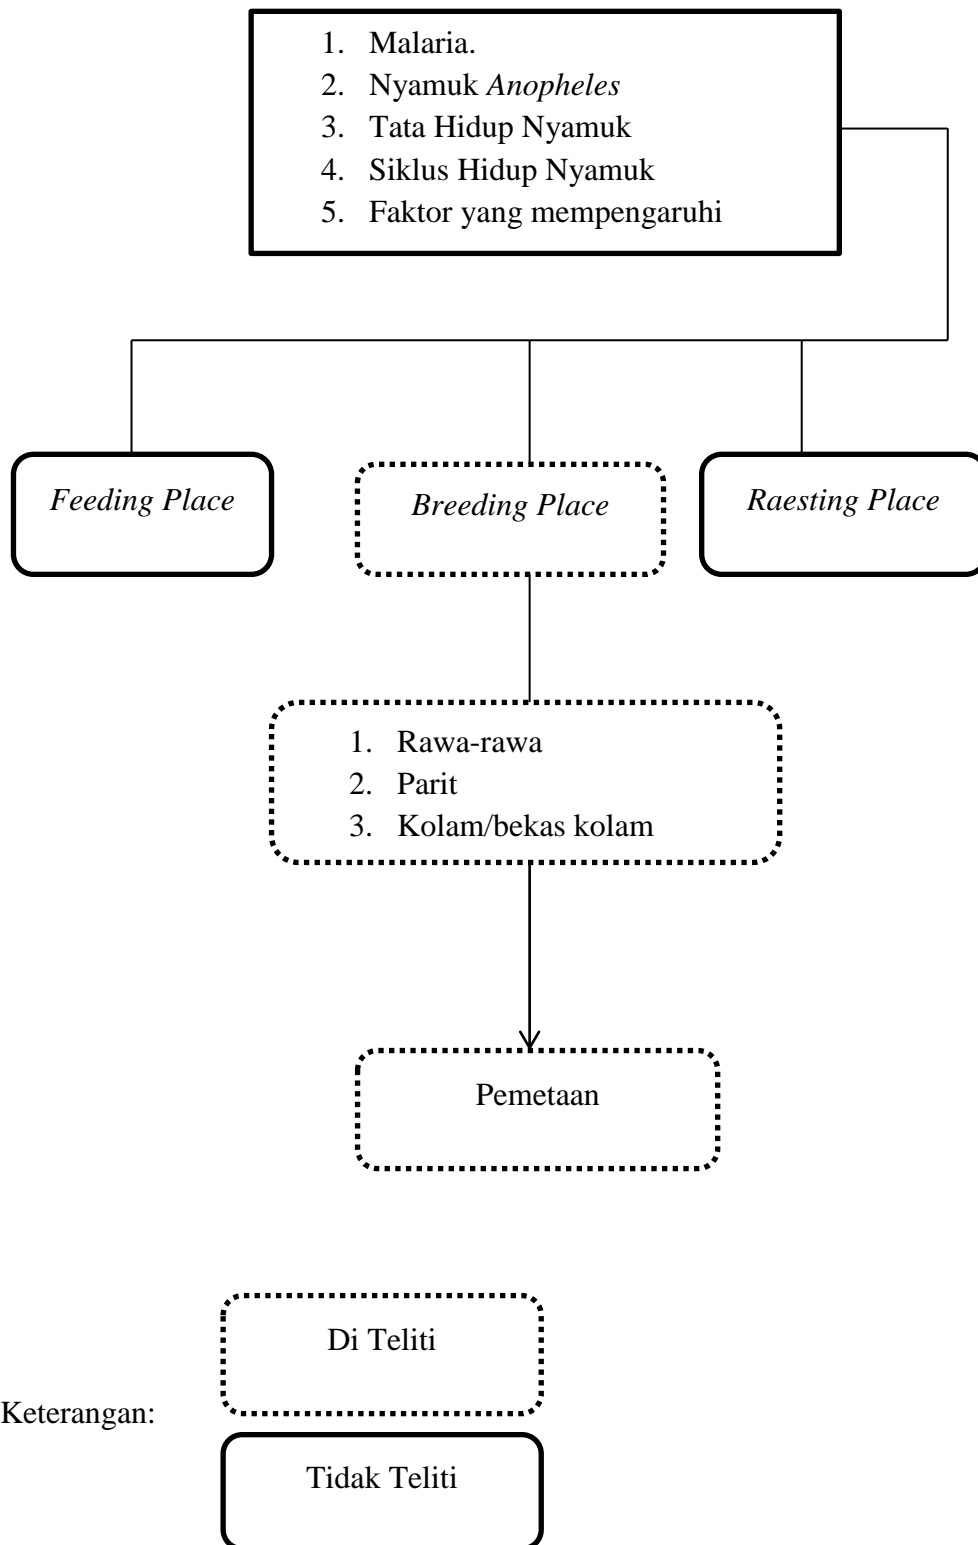 1. Malaria.
2. Nyamuk Anopheles
3. Tata Hidup Nyamuk
4. Siklus Hidup Nyamuk
5. Faktor yang mempengaruhi
Feeding Place
Breeding Place
Raesting Place
1. Rawa-rawa
2. Parit
3. Kolam/bekas kolam
Pemetaan
Di Teliti
Keterangan:
Tidak Teliti